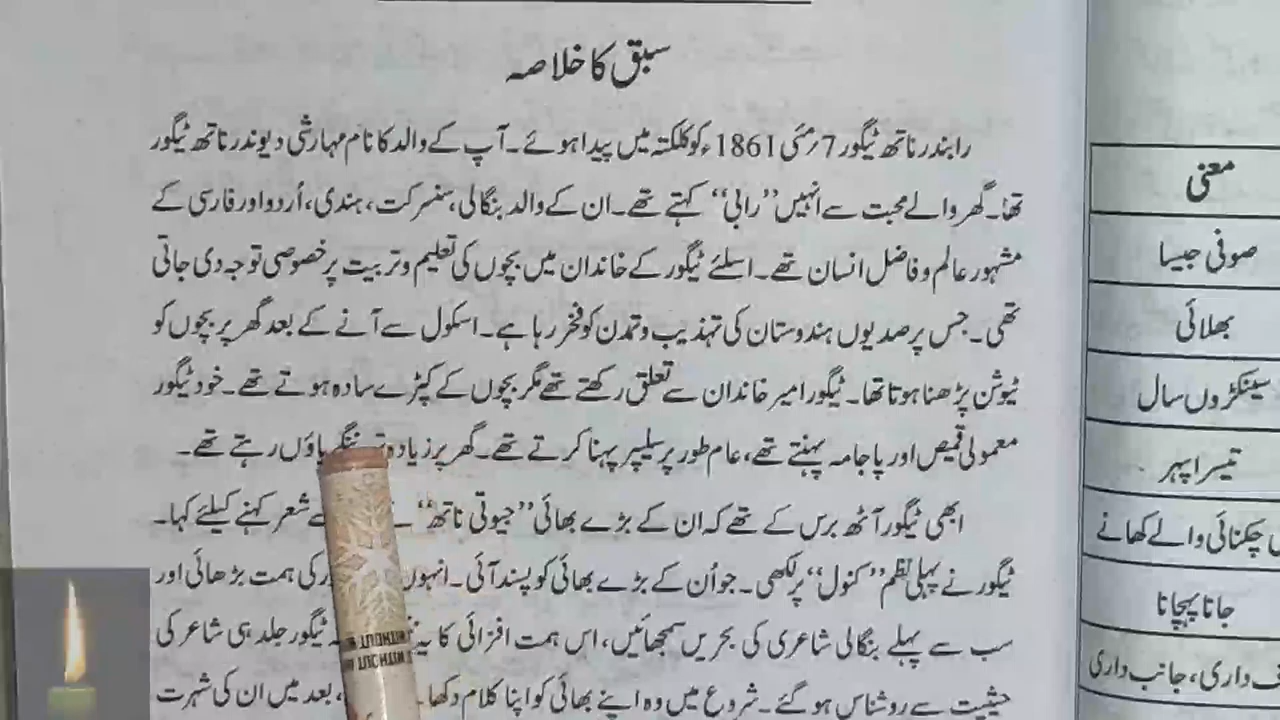 سبق کا خلاصہ
رابندر ناتھ ٹیگور 7 مئی 1861ء کو کلکتہ میں پیدا ہوئے۔ آپ کے والد کا نام مہارشی دیوندر ناتھ ٹیگور
تھا۔ گھر والے محبت سے انہیں ’’رابی‘‘ کہتے تھے۔ ان کے والد بنگالی، سنسرکت، ہندی، اُردو اور فارسی کے
مشہور عالم و فاضل انسان تھے۔ اسلئے ٹیگور کے خاندان میں بچوں کی تعلیم و تربیت پر خصوصی توجہ دی جاتی
تھی۔ جس پر صدیوں ہندوستان کی تہذیب و تمدن کو فخر رہا ہے۔ اسکول سے آنے کے بعد گھر پر بچوں کو
ٹیوشن پڑھنا ہوتا تھا۔ ٹیگور امیر خاندان سے تعلق رکھتے تھے مگر بچوں کے کپڑے سادہ ہوتے تھے۔ خود ٹیگور
معمولی قمیص اور پاجامہ پہنتے تھے، عام طور پر سلیپر پہنا کرتے تھے۔ گھر پر زیادہ پاؤں رہتے تھے۔
ابھی ٹیگور آٹھ برس کے تھے کہ ان کے بڑے بھائی ’’جیوتی ناتھ‘‘ شعر کہنے کیلئے کہا۔
ٹیگور نے پہلی نظم ’’کنول‘‘ پر لکھی۔ جو اُن کے بڑے بھائی کو پسند آئی۔ کی ہمت بڑھائی اور
سب سے پہلے بنگالی شاعری کی بحریں سمجھائیں، اس ہمت افزائی کا یہ ٹیگور جلد ہی شاعر کی
حیثیت سے روشناس ہو گئے۔ شروع میں وہ اپنے بھائی کو اپنا کلام بعد میں ان کی شہرت
معنی
صوفی جیسا
بھلائی
سینکڑوں سال
تیسرا پہر
چکنائی والے کھانے
جانا پہچانا
داری، جانب داری
WITHOUT
WITHOUT